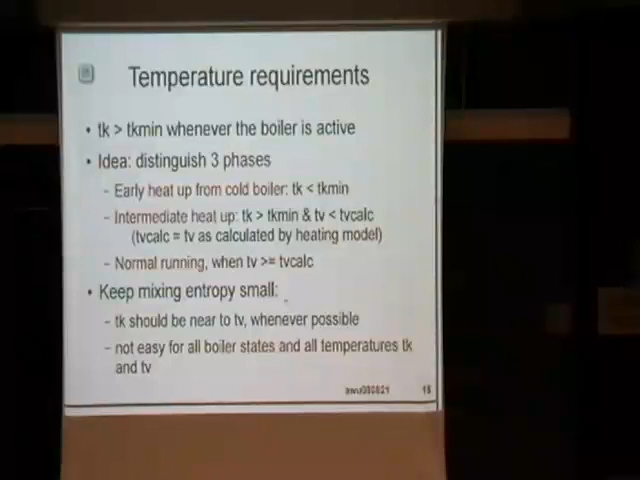 Temperature requirements
• tk > tkmin whenever the boiler is active
• Idea: distinguish 3 phases
– Early heat up from cold boiler: tk < tkmin
– Intermediate heat up: tk > tkmin & tv < tvcalc
(tvcalc = tv as calculated by heating model)
– Normal running, when tv >= tvcalc
• Keep mixing entropy small:
– tk should be near to tv, whenever possible
– not easy for all boiler states and all temperatures tk
and tv